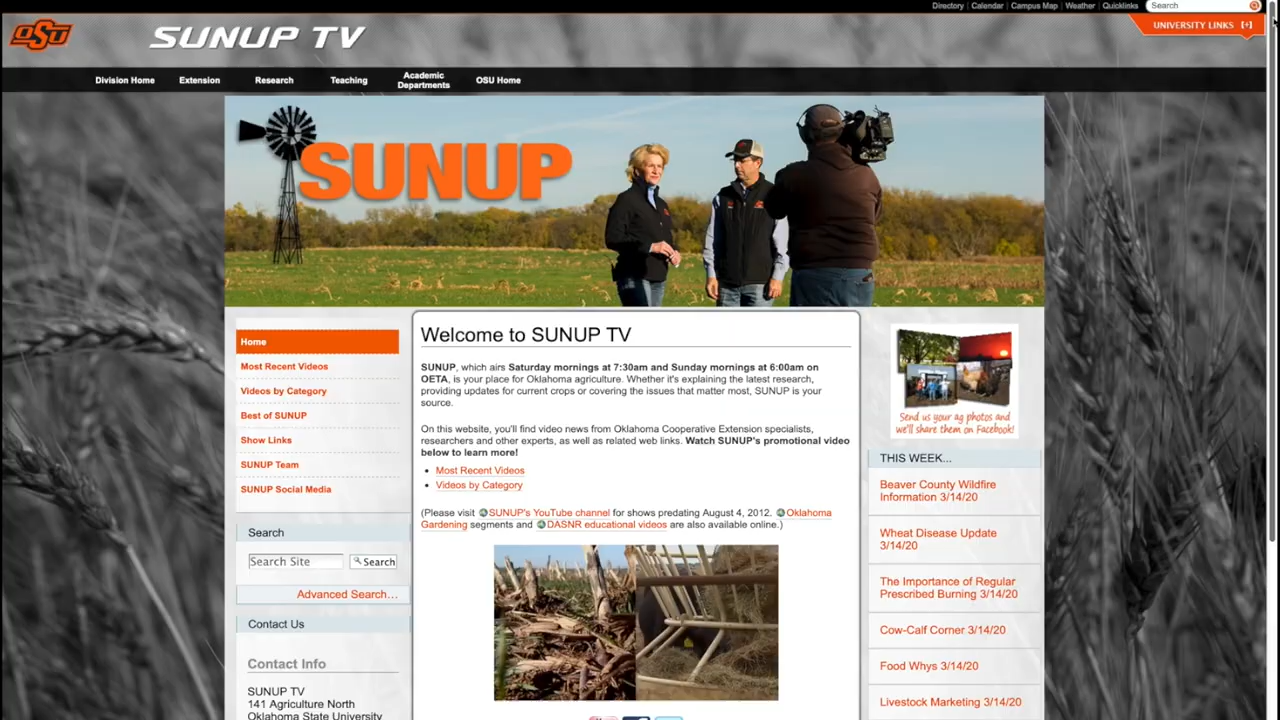 Directory | Calendar | Campus Map | Weather | Quicklinks
Search
OSU
SUNUP TV
UNIVERSITY LINKS [+]
Division Home
Extension
Research
Teaching
Academic
Departments
OSU Home
SUNUP
Home
Most Recent Videos
Videos by Category
Best of SUNUP
Show Links
SUNUP Team
SUNUP Social Media
Search
Search Site
Search
Advanced Search...
Contact Us
Contact Info
SUNUP TV
141 Agriculture North
Oklahoma State University
Welcome to SUNUP TV
SUNUP, which airs Saturday mornings at 7:30am and Sunday mornings at 6:00am on
OETA, is your place for Oklahoma agriculture. Whether it's explaining the latest research,
providing updates for current crops or covering the issues that matter most, SUNUP is your
source.
On this website, you'll find video news from Oklahoma Cooperative Extension specialists,
researchers and other experts, as well as related web links. Watch SUNUP's promotional video
below to learn more!
Most Recent Videos
Videos by Category
(Please visit SUNUP's YouTube channel for shows predating August 4, 2012. Oklahoma
Gardening segments and DASNR educational videos are also available online.)
Send us your ag photos and
we'll share them on Facebook!
THIS WEEK...
Beaver County Wildfire
Information 3/14/20
Wheat Disease Update
3/14/20
The Importance of Regular
Prescribed Burning 3/14/20
Cow-Calf Corner 3/14/20
Food Whys 3/14/20
Livestock Marketing 3/14/20